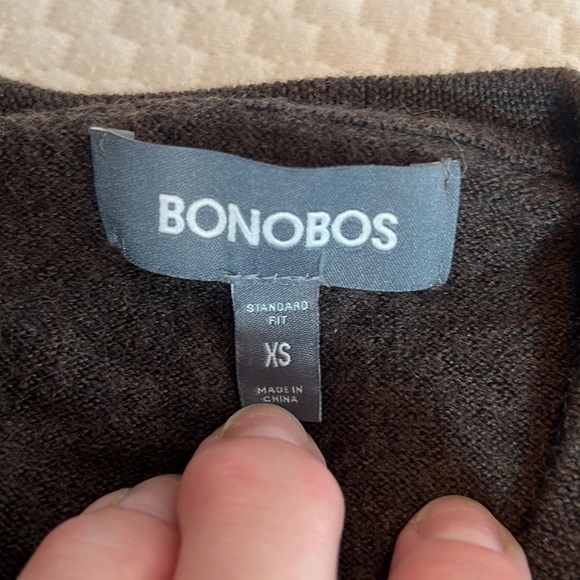 BONOBOS
STANDARD
FIT
XS
MADE IN
CHINA